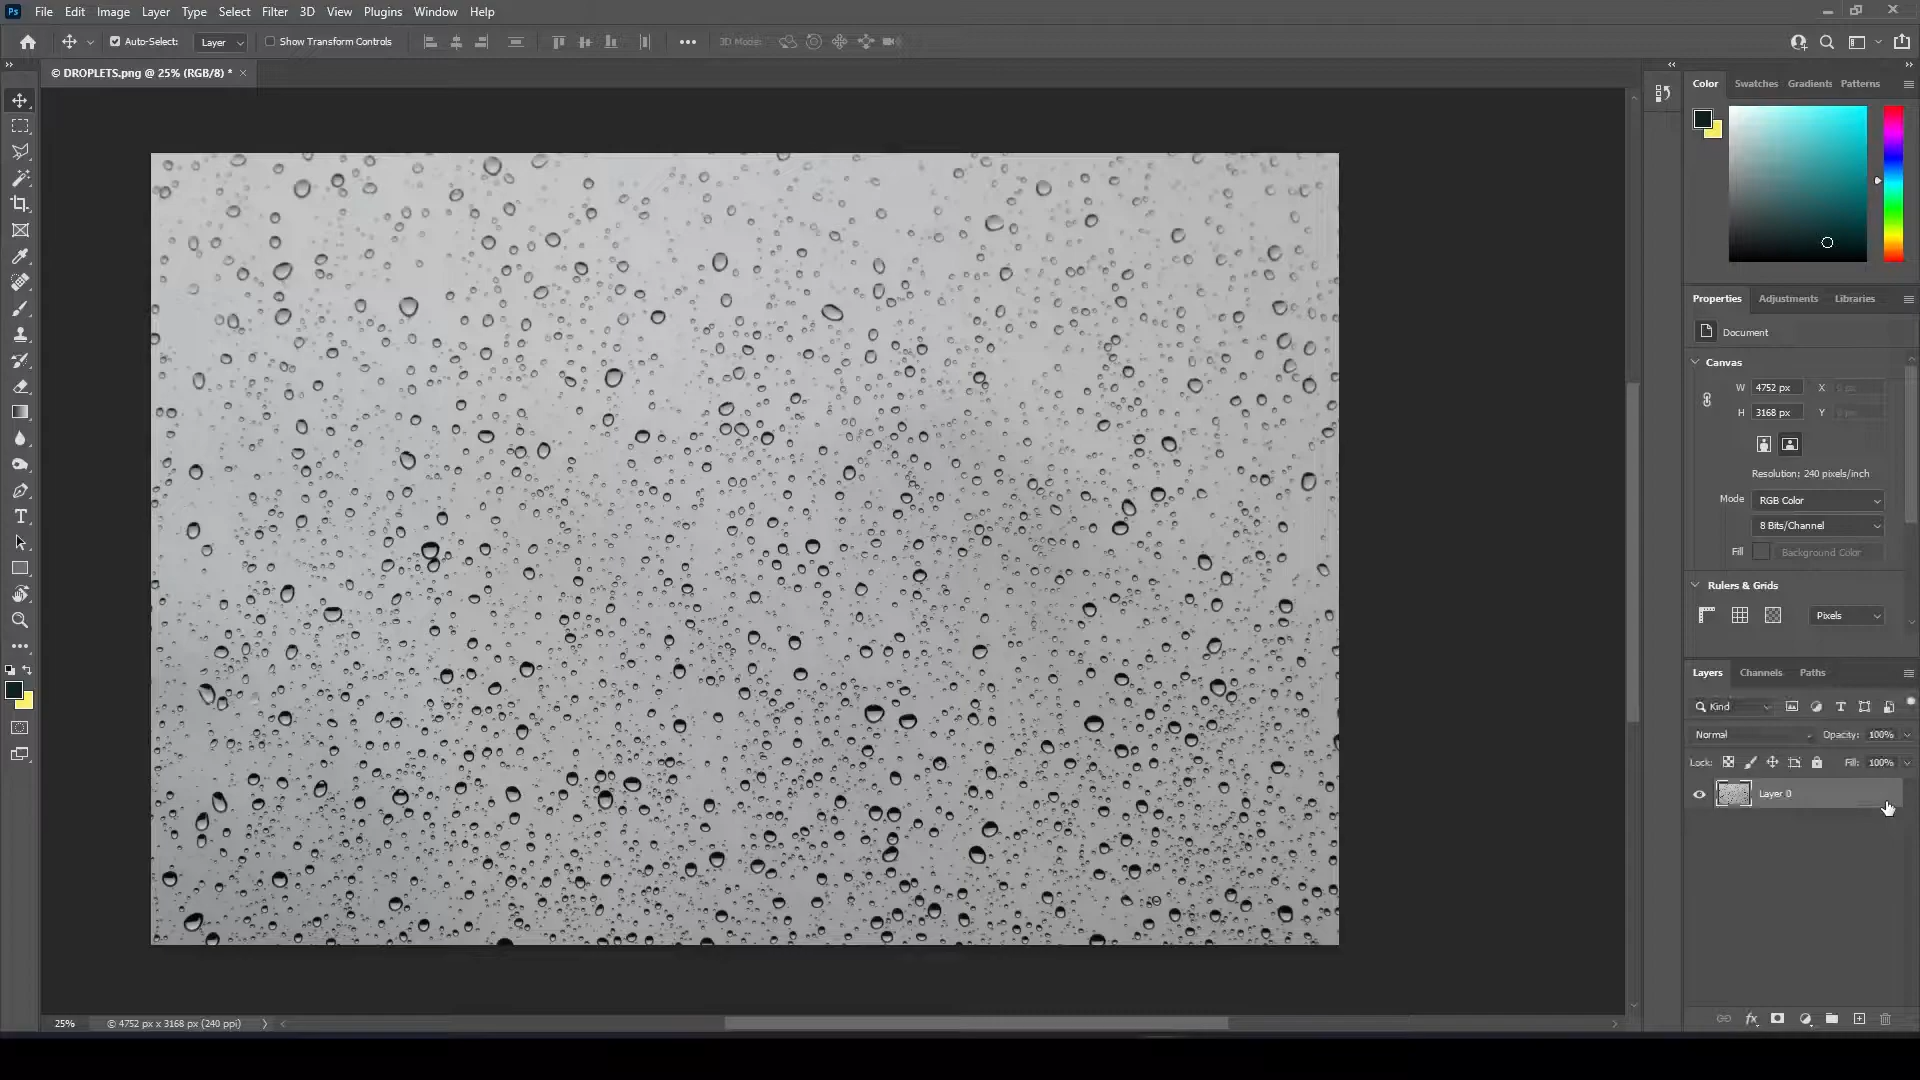 Ps File Edit Image Layer Type Select Filter 3D View Plugins Window Help
Auto-Select: Layer Show Transform Controls 3D Mode:
© DROPLETS.png @ 25% (RGB/8) *
Color Swatches Gradients Patterns
Properties Adjustments Libraries
Document
Canvas
W 4752 px X
H 3168 px Y
Resolution: 240 pixels/inch
Mode RGB Color
8 Bits/Channel
Fill Background Color
Rulers & Grids
Pixels
Layers Channels Paths
Kind
Normal Opacity: 100%
Lock: Fill: 100%
Layer 0
25% © 4752 px x 3168 px (240 ppi)